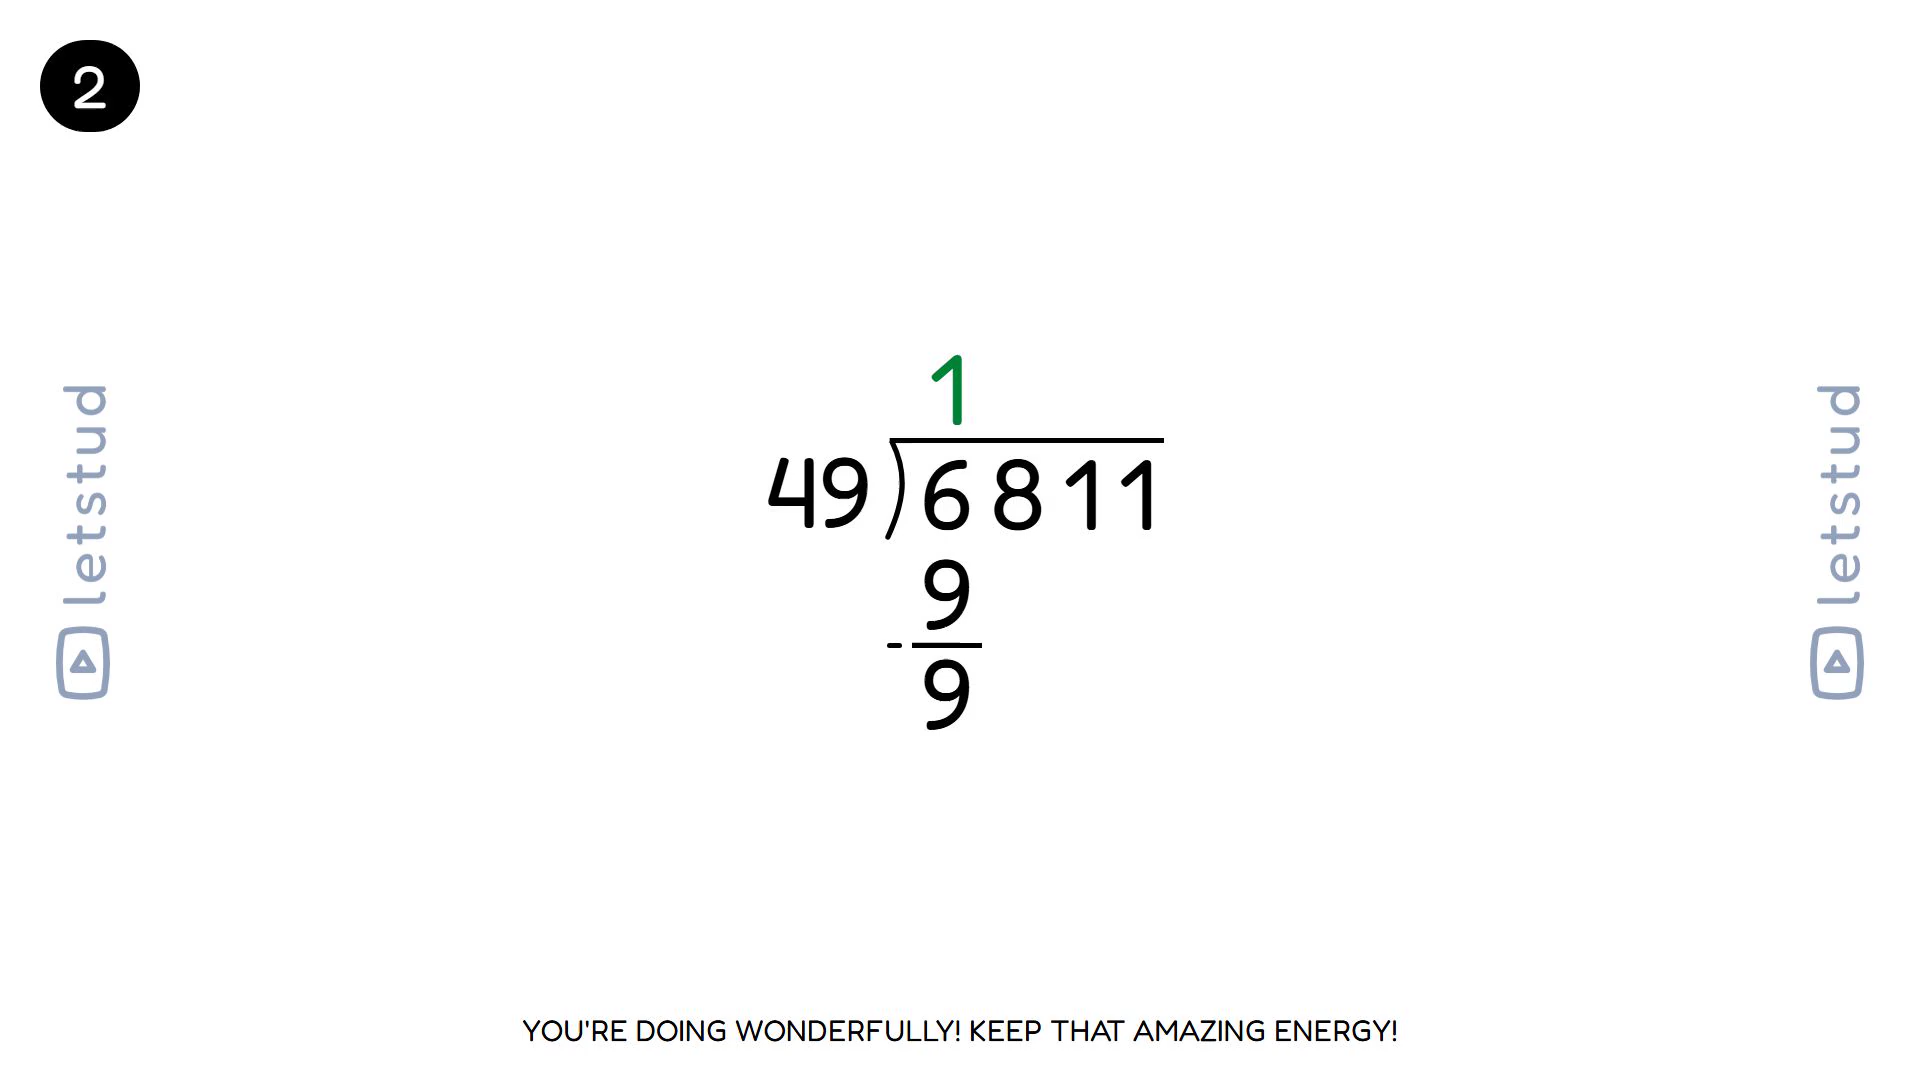 2
1
49 6811
9
- 9
letstud
letstud
YOU'RE DOING WONDERFULLY! KEEP THAT AMAZING ENERGY!